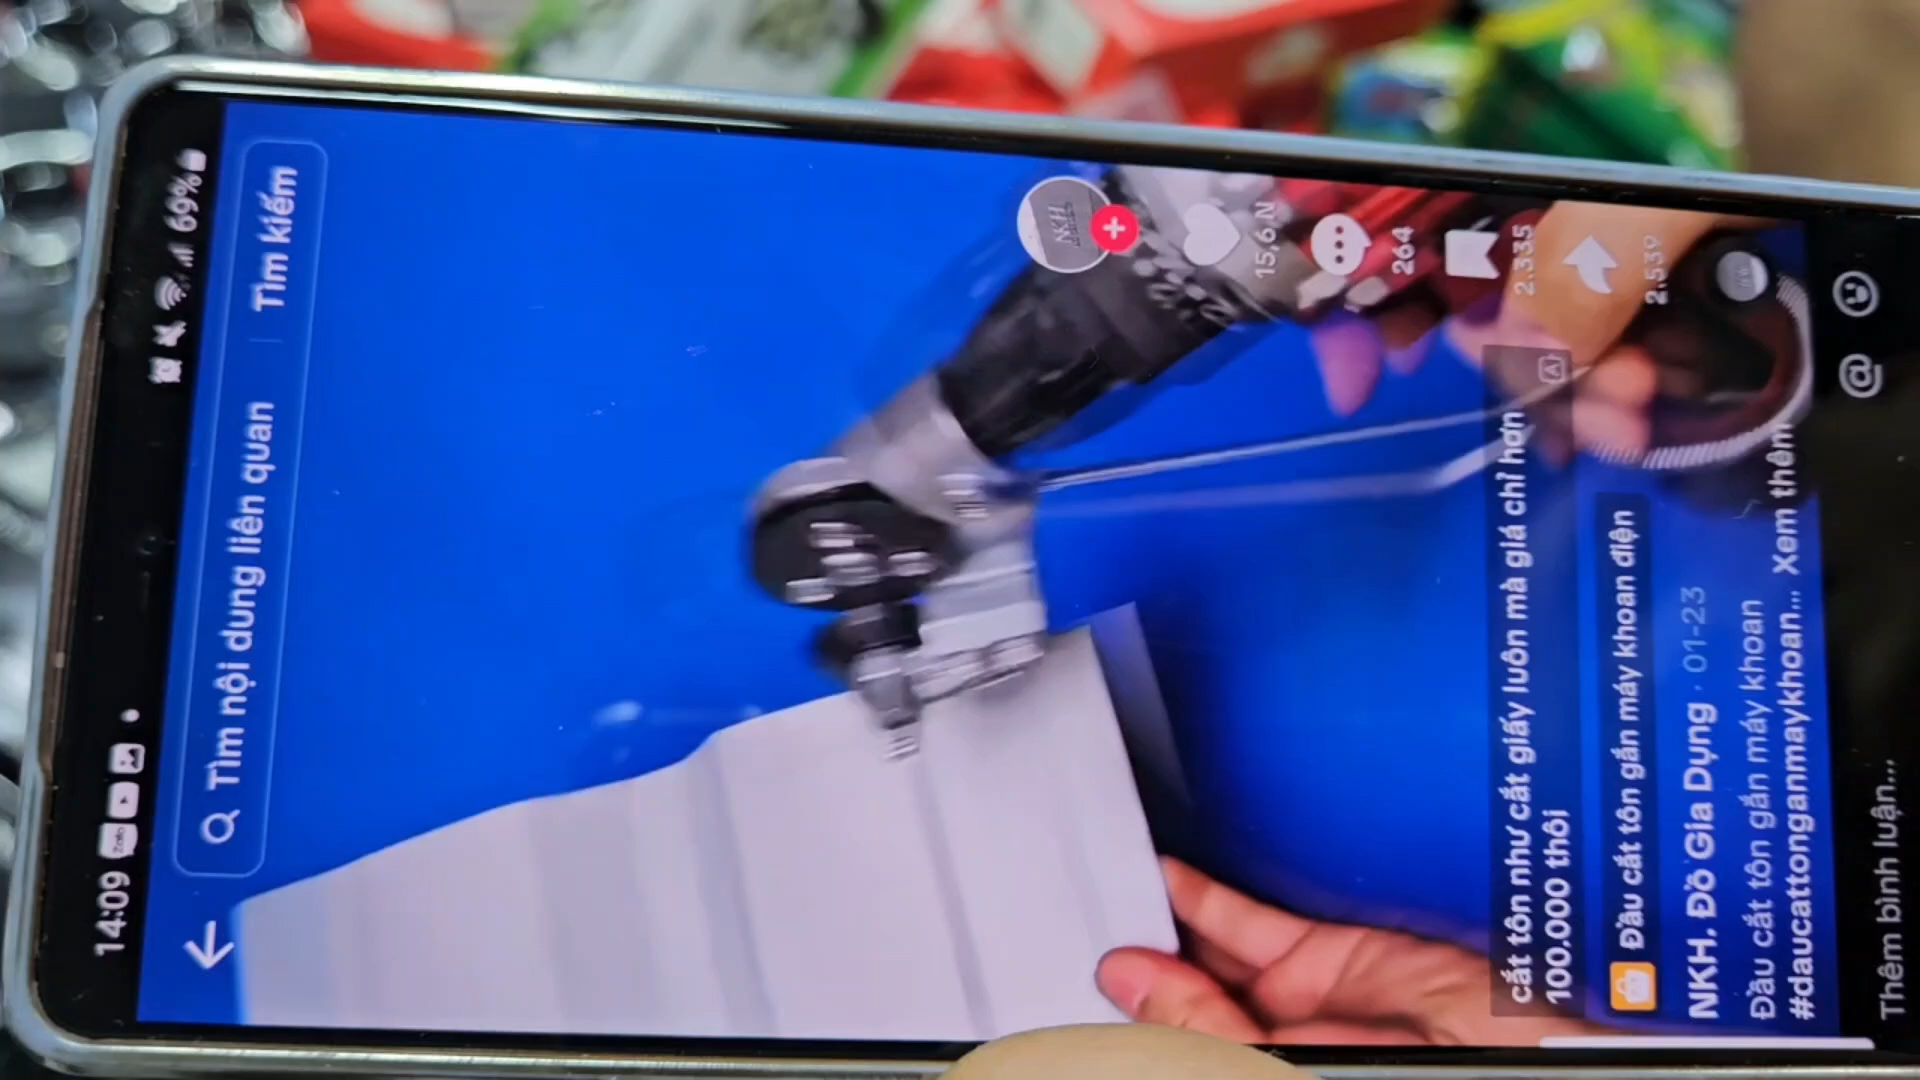 14:09
Zalo
69%
Tìm nội dung liên quan
Tìm kiếm
NKH
15,6 N
264
2.335
2.539
cắt tôn như cắt giấy luôn mà giá chỉ hơn
100.000 thôi
Đầu cắt tôn gắn máy khoan điện
NKH. Đồ Gia Dụng · 01-23
Đầu cắt tôn gắn máy khoan
#daucattonganmaykhoan... Xem thêm
Thêm bình luận...
@